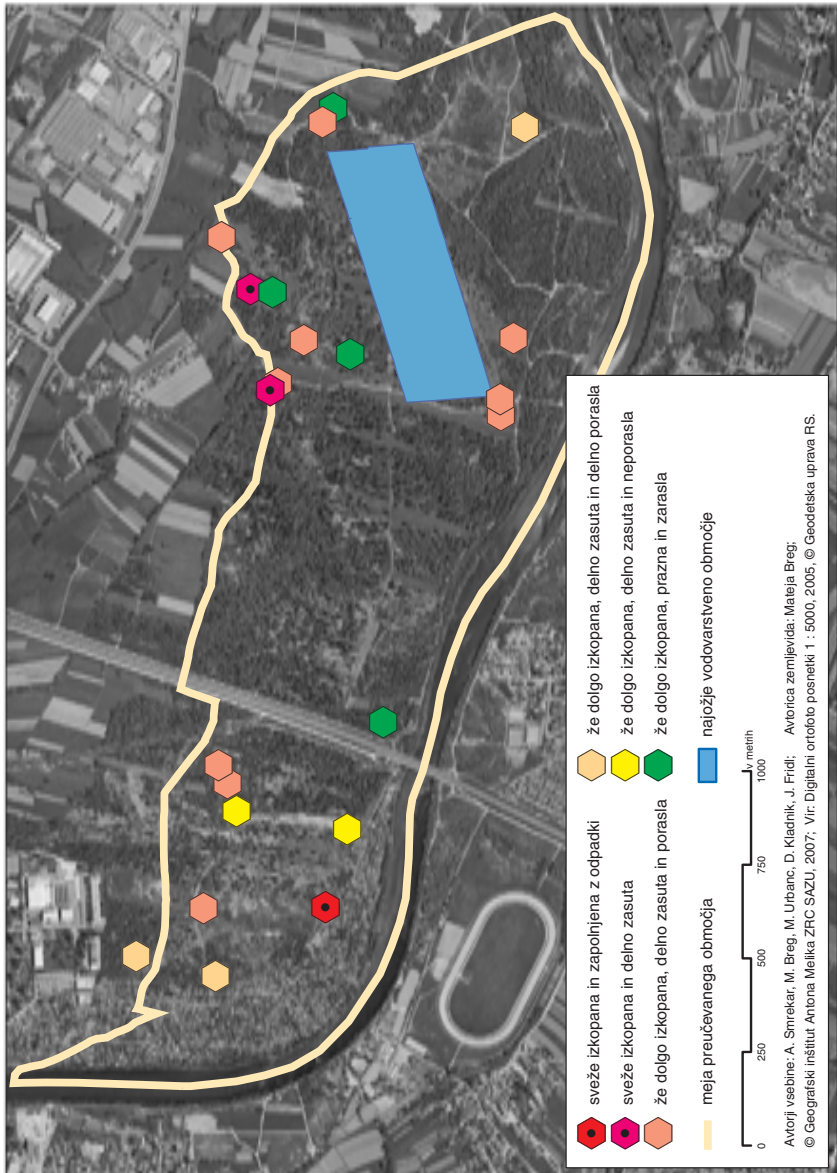 sveže izkopana in zapolnjena z odpadki
sveže izkopana in delno zasuta
že dolgo izkopana, delno zasuta in porasla
že dolgo izkopana, delno zasuta in delno porasla
že dolgo izkopana, delno zasuta in neporasla
že dolgo izkopana, prazna in zarasla
meja preučevanega območja
najožje vodovarstveno območje
0 250 500 750 1000
v metrih
Avtorji vsebine: A. Smrekar, M. Breg, M. Urbanc, D. Kladnik, J. Fridl; Avtorica zemljevida: Mateja Breg;
© Geografski inštitut Antona Melika ZRC SAZU, 2007; Vir: Digitalni ortofoto posnetki 1 : 5000, 2005, © Geodetska uprava RS.